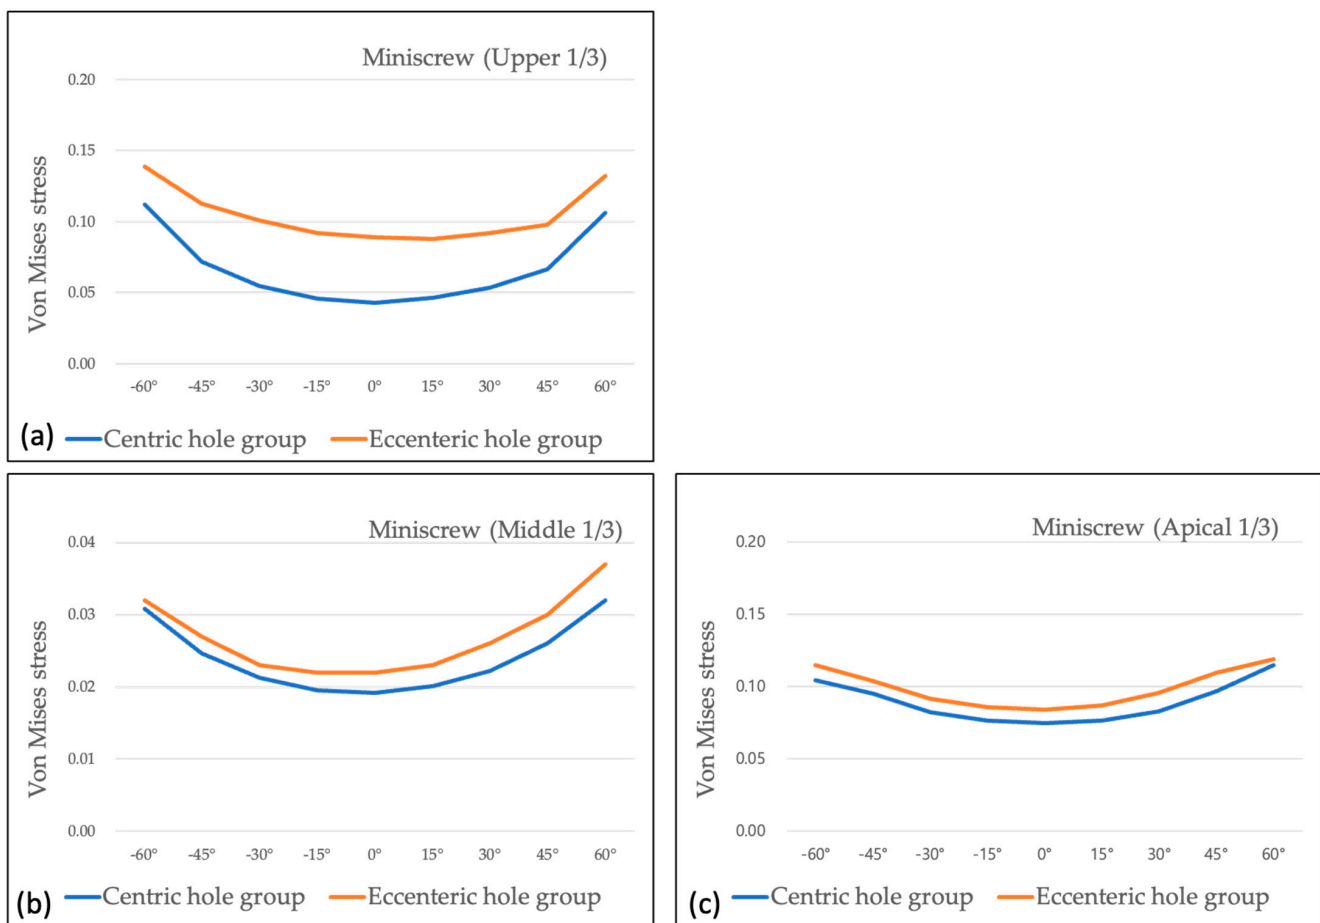 Miniscrew (Upper 1/3)
Von Mises stress
0.20
0.15
0.10
0.05
0.00
-60° -45° -30° -15° 0° 15° 30° 45° 60°
(a) Centric hole group Eccenteric hole group
Miniscrew (Middle 1/3)
Von Mises stress
0.04
0.03
0.02
0.01
0.00
-60° -45° -30° -15° 0° 15° 30° 45° 60°
(b) Centric hole group Eccenteric hole group
Miniscrew (Apical 1/3)
Von Mises stress
0.20
0.15
0.10
0.05
0.00
-60° -45° -30° -15° 0° 15° 30° 45° 60°
(c) Centric hole group Eccenteric hole group